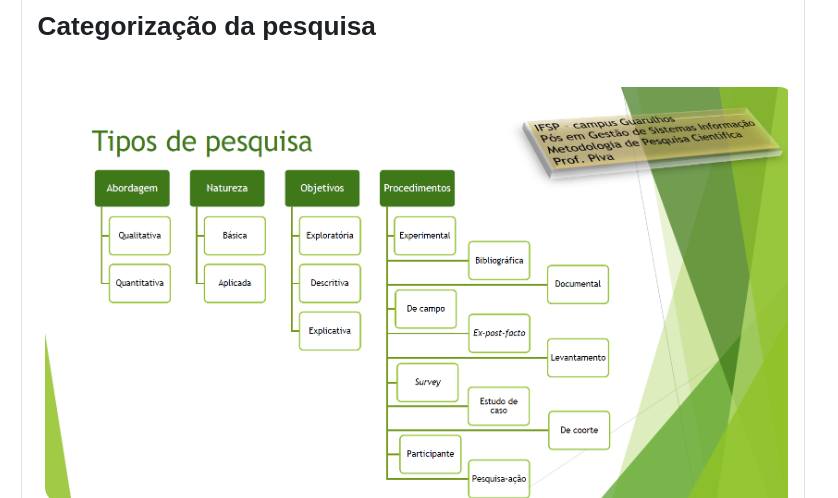 Categorização da pesquisa
IFSP - campus Guarulhos
Pós em Gestão de Sistemas Informação
Metodologia de Pesquisa Científica
Prof. Piva
Tipos de pesquisa
Abordagem
Qualitativa
Quantitativa
Natureza
Básica
Aplicada
Objetivos
Exploratória
Descritiva
Explicativa
Procedimentos
Experimental
Bibliográfica
Documental
De campo
Ex-post-facto
Levantamento
Survey
Estudo de
caso
De coorte
Participante
Pesquisa-ação